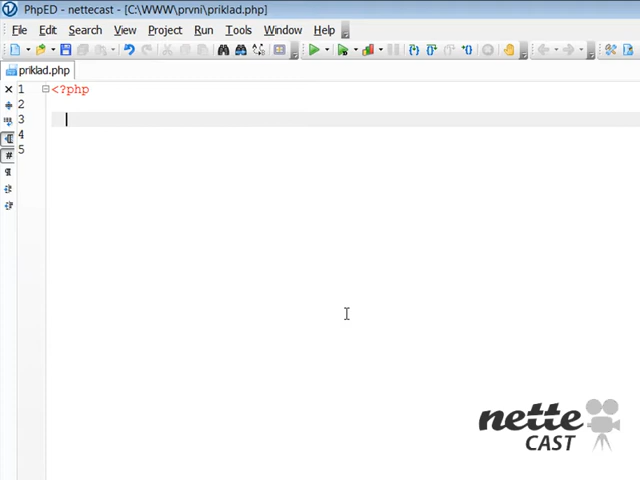 PhpED - nettecast - [C:\WWW\prvni\priklad.php]
File Edit Search View Project Run Tools Window Help
priklad.php
1 <?php
2
3
4
5
nette
CAST